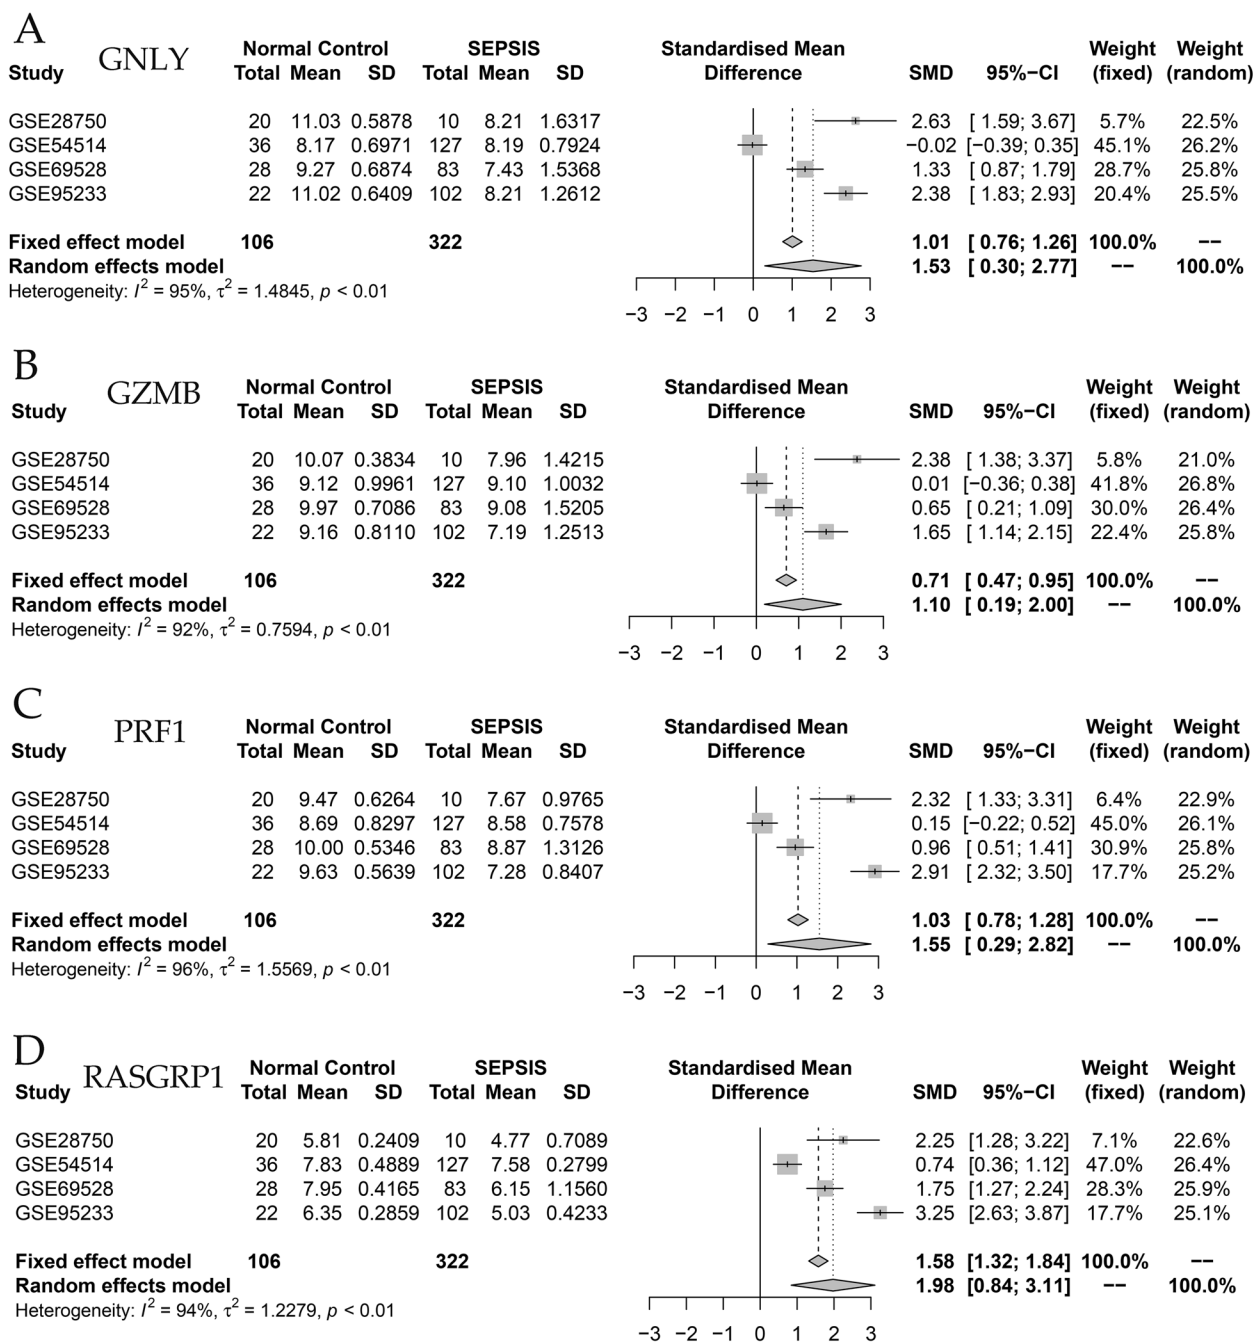 A
GNLY
Normal Control SEPSIS Standardised Mean Weight Weight
Study Total Mean SD Total Mean SD Difference SMD 95%−CI (fixed) (random)
GSE28750 20 11.03 0.5878 10 8.21 1.6317 2.63 [ 1.59; 3.67] 5.7% 22.5%
GSE54514 36 8.17 0.6971 127 8.19 0.7924 −0.02 [−0.39; 0.35] 45.1% 26.2%
GSE69528 28 9.27 0.6874 83 7.43 1.5368 1.33 [ 0.87; 1.79] 28.7% 25.8%
GSE95233 22 11.02 0.6409 102 8.21 1.2612 2.38 [ 1.83; 2.93] 20.4% 25.5%
Fixed effect model 106 322 1.01 [ 0.76; 1.26] 100.0% −−
Random effects model 1.53 [ 0.30; 2.77] −− 100.0%
Heterogeneity: I² = 95%, τ² = 1.4845, p < 0.01
−3 −2 −1 0 1 2 3
B
GZMB
Normal Control SEPSIS Standardised Mean Weight Weight
Study Total Mean SD Total Mean SD Difference SMD 95%−CI (fixed) (random)
GSE28750 20 10.07 0.3834 10 7.96 1.4215 2.38 [ 1.38; 3.37] 5.8% 21.0%
GSE54514 36 9.12 0.9961 127 9.10 1.0032 0.01 [−0.36; 0.38] 41.8% 26.8%
GSE69528 28 9.97 0.7086 83 9.08 1.5205 0.65 [ 0.21; 1.09] 30.0% 26.4%
GSE95233 22 9.16 0.8110 102 7.19 1.2513 1.65 [ 1.14; 2.15] 22.4% 25.8%
Fixed effect model 106 322 0.71 [ 0.47; 0.95] 100.0% −−
Random effects model 1.10 [ 0.19; 2.00] −− 100.0%
Heterogeneity: I² = 92%, τ² = 0.7594, p < 0.01
−3 −2 −1 0 1 2 3
C
PRF1
Normal Control SEPSIS Standardised Mean Weight Weight
Study Total Mean SD Total Mean SD Difference SMD 95%−CI (fixed) (random)
GSE28750 20 9.47 0.6264 10 7.67 0.9765 2.32 [ 1.33; 3.31] 6.4% 22.9%
GSE54514 36 8.69 0.8297 127 8.58 0.7578 0.15 [−0.22; 0.52] 45.0% 26.1%
GSE69528 28 10.00 0.5346 83 8.87 1.3126 0.96 [ 0.51; 1.41] 30.9% 25.8%
GSE95233 22 9.63 0.5639 102 7.28 0.8407 2.91 [ 2.32; 3.50] 17.7% 25.2%
Fixed effect model 106 322 1.03 [ 0.78; 1.28] 100.0% −−
Random effects model 1.55 [ 0.29; 2.82] −− 100.0%
Heterogeneity: I² = 96%, τ² = 1.5569, p < 0.01
−3 −2 −1 0 1 2 3
D
RASGRP1
Normal Control SEPSIS Standardised Mean Weight Weight
Study Total Mean SD Total Mean SD Difference SMD 95%−CI (fixed) (random)
GSE28750 20 5.81 0.2409 10 4.77 0.7089 2.25 [1.28; 3.22] 7.1% 22.6%
GSE54514 36 7.83 0.4889 127 7.58 0.2799 0.74 [0.36; 1.12] 47.0% 26.4%
GSE69528 28 7.95 0.4165 83 6.15 1.1560 1.75 [1.27; 2.24] 28.3% 25.9%
GSE95233 22 6.35 0.2859 102 5.03 0.4233 3.25 [2.63; 3.87] 17.7% 25.1%
Fixed effect model 106 322 1.58 [1.32; 1.84] 100.0% −−
Random effects model 1.98 [0.84; 3.11] −− 100.0%
Heterogeneity: I² = 94%, τ² = 1.2279, p < 0.01
−3 −2 −1 0 1 2 3